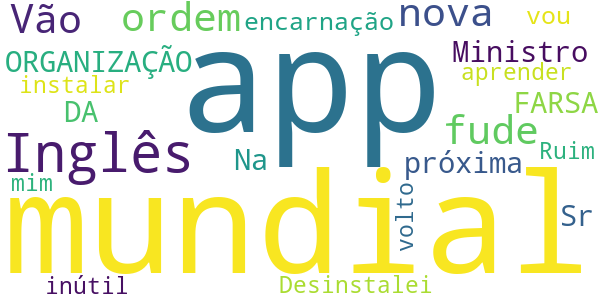 Vão ordem encarnação nova vou
ORGANIZAÇÃO app Ministro
instalar aprender
DA FARSA
Inglês Na fude Ruim
mim próxima
mundial volto Sr
inútil Desinstalei